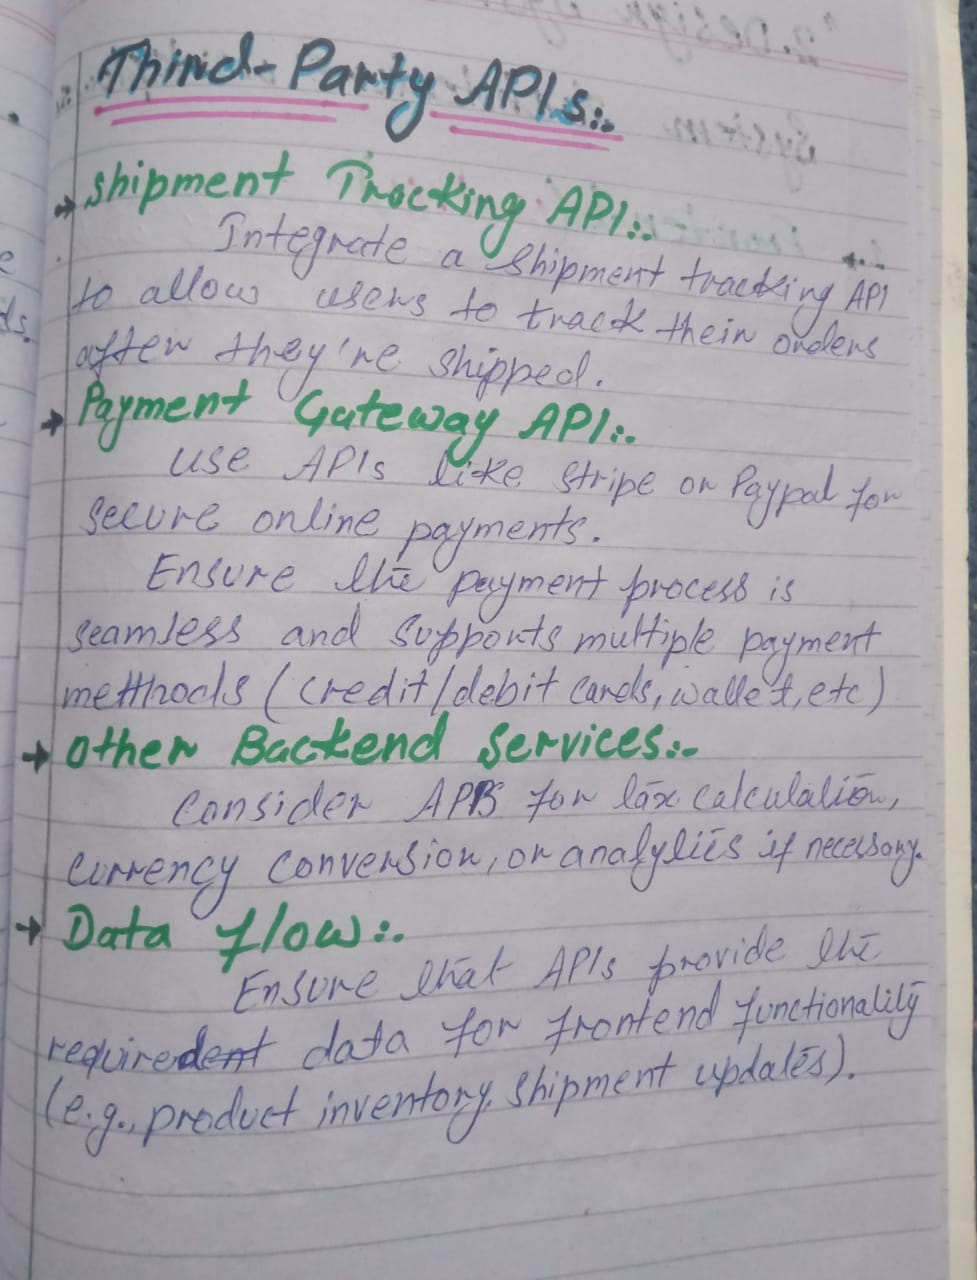 Third-Party APIs:-
→ Shipment Tracking API:-
Integrate a shipment tracking API
to allow users to track their orders
after they're shipped.
→ Payment Gateway API:-
Use APIs like stripe or Paypal for
secure online payments.
Ensure the payment process is
seamless and supports multiple payment
methods (credit/debit cards, wallet, etc)
→ Other Backend Services:-
Consider APIs for tax calculation,
currency conversion, or analytics if necessary.
→ Data flow:-
Ensure that APIs provide the
required data for frontend functionality
(e.g., product inventory, shipment updates).